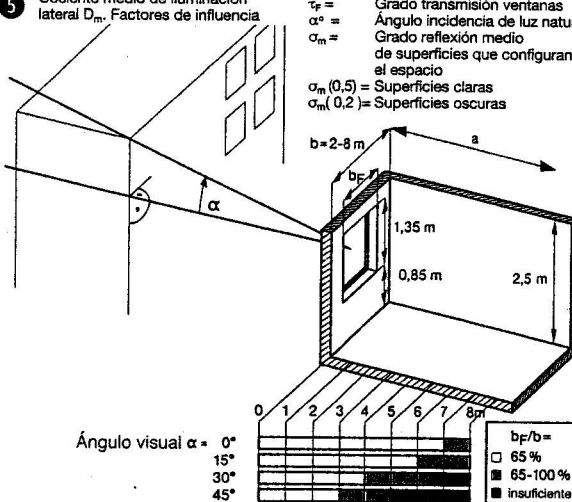 5
Cociente medio de iluminación
lateral Dm. Factores de influencia
τF = Grado transmisión ventanas
α° = Ángulo incidencia de luz natu
σm = Grado reflexión medio
de superficies que configuran
el espacio
σm (0,5) = Superficies claras
σm( 0,2 )= Superficies oscuras
b=2-8 m
a
bF
α
1,35 m
0,85 m
2,5 m
0 1 2 3 4 5 6 7 8m
Ángulo visual α = 0°
15°
30°
45°
bF/b=
65 %
65-100 %
insuficiente